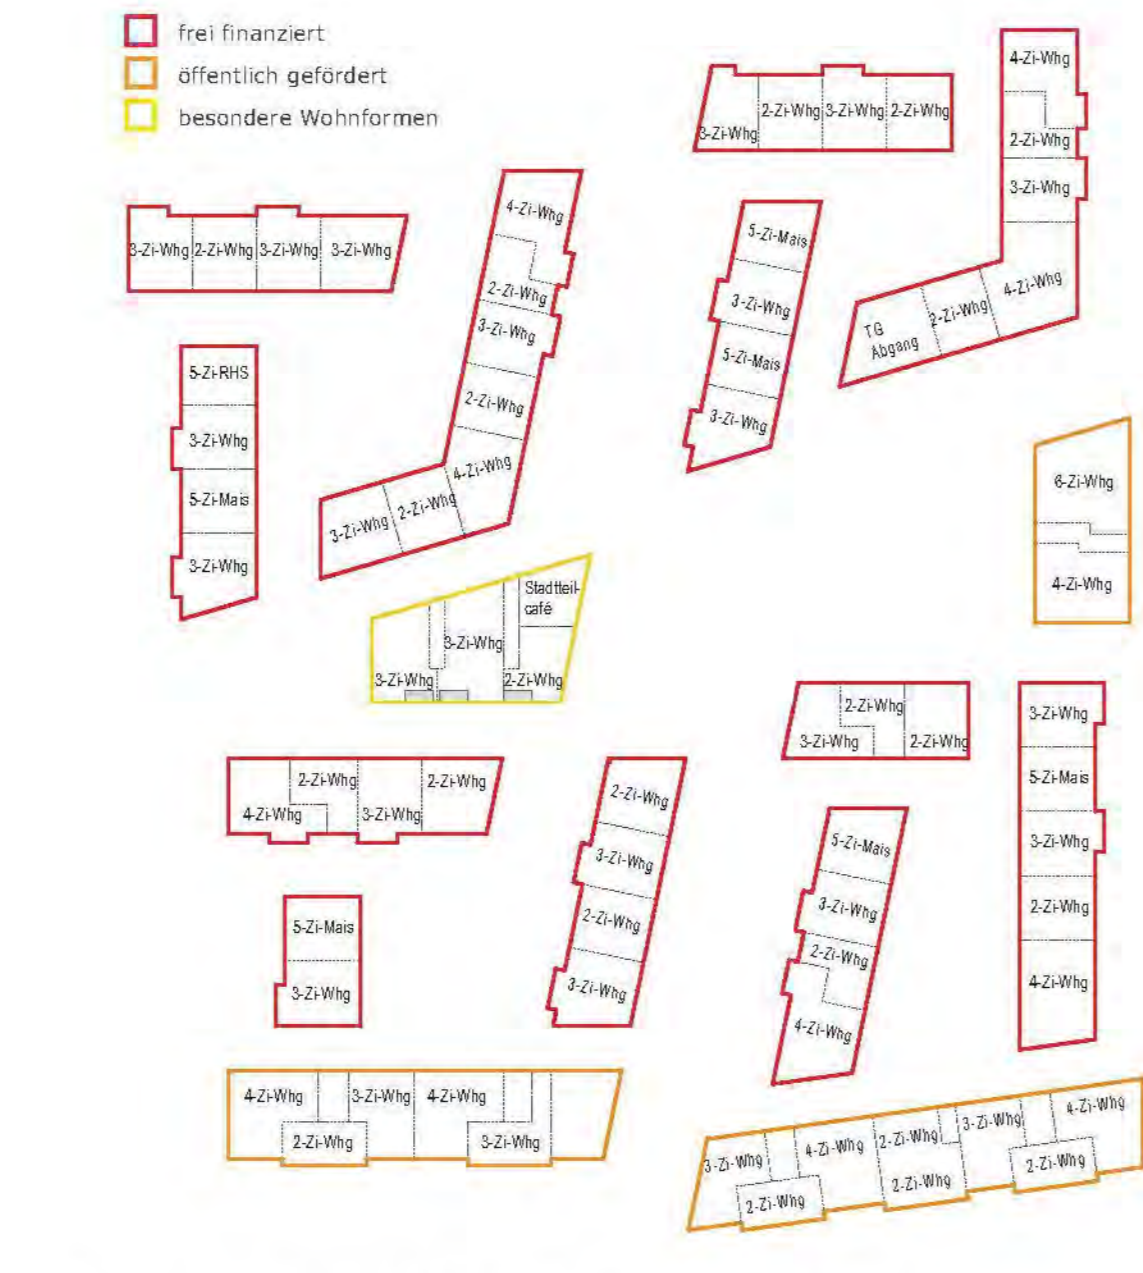 frei finanziert
öffentlich gefördert
besondere Wohnformen
3-Zi-Whg
2-Zi-Whg
3-Zi-Whg
3-Zi-Whg
4-Zi-Whg
2-Zi-Whg
3-Zi-Whg
2-Zi-Whg
4-Zi-Whg
2-Zi-Whg
3-Zi-Whg
3-Zi-Whg
2-Zi-Whg
3-Zi-Whg
2-Zi-Whg
4-Zi-Whg
2-Zi-Whg
3-Zi-Whg
4-Zi-Whg
2-Zi-Whg
TG
Abgang
5-Zi-Mais
3-Zi-Whg
5-Zi-Mais
3-Zi-Whg
5-Zi-RHS
3-Zi-Whg
5-Zi-Mais
3-Zi-Whg
6-Zi-Whg
4-Zi-Whg
Stadtteil-
café
3-Zi-Whg
3-Zi-Whg
2-Zi-Whg
2-Zi-Whg
3-Zi-Whg
2-Zi-Whg
3-Zi-Whg
5-Zi-Mais
3-Zi-Whg
2-Zi-Whg
4-Zi-Whg
2-Zi-Whg
2-Zi-Whg
4-Zi-Whg
3-Zi-Whg
2-Zi-Whg
3-Zi-Whg
2-Zi-Whg
3-Zi-Whg
5-Zi-Mais
3-Zi-Whg
2-Zi-Whg
4-Zi-Whg
5-Zi-Mais
3-Zi-Whg
4-Zi-Whg
3-Zi-Whg
4-Zi-Whg
2-Zi-Whg
3-Zi-Whg
3-Zi-Whg
4-Zi-Whg
2-Zi-Whg
3-Zi-Whg
4-Zi-Whg
2-Zi-Whg
2-Zi-Whg
2-Zi-Whg